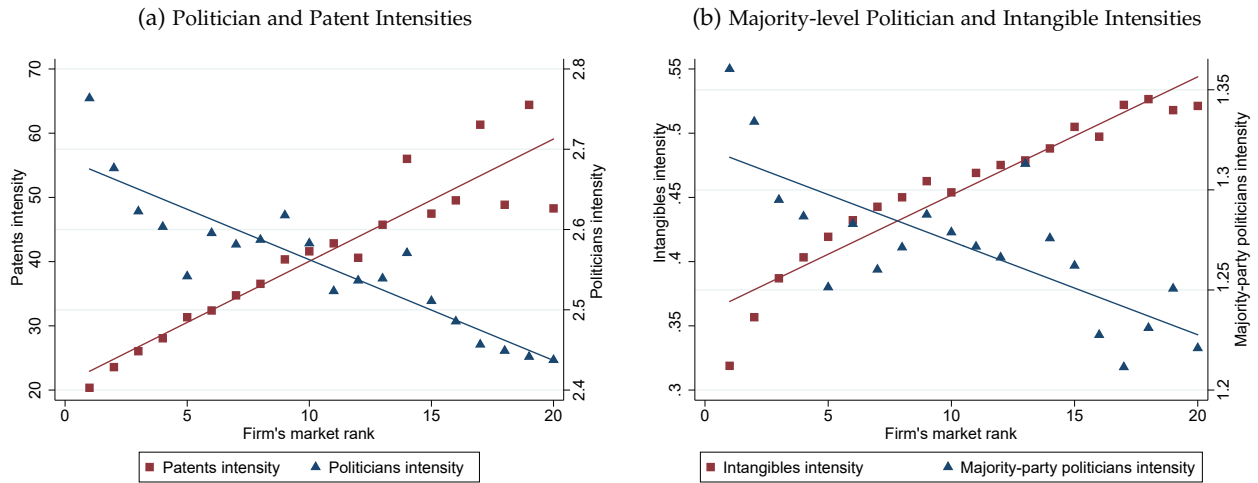 (a) Politician and Patent Intensities
70
60
50
40
30
20
Patents intensity
2.8
2.7
2.6
2.5
2.4
Politicians intensity
0
5
10
15
20
Firm's market rank
Patents intensity
Politicians intensity
(b) Majority-level Politician and Intangible Intensities
.55
.5
.45
.4
.35
.3
Intangibles intensity
1.35
1.3
1.25
1.2
Majority-party politicians intensity
0
5
10
15
20
Firm's market rank
Intangibles intensity
Majority-party politicians intensity